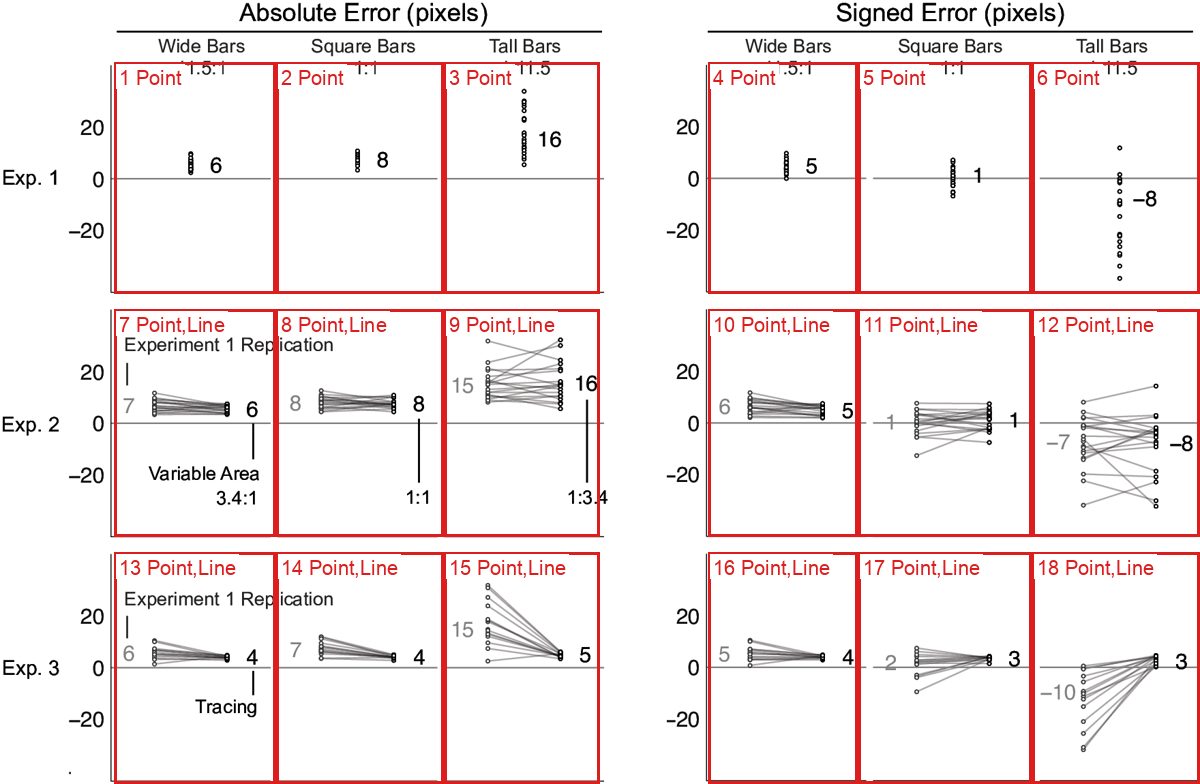 Absolute Error (pixels) Signed Error (pixels)
Wide Bars Square Bars Tall Bars Wide Bars Square Bars Tall Bars
1:1 11.5 1:1 11.5
1 Point 2 Point 3 Point 4 Point 5 Point 6 Point
20 20
16
6 8 5 1
Exp. 1 0 0
−8
−20 −20
7 Point,Line 8 Point,Line 9 Point,Line 10 Point,Line 11 Point,Line 12 Point,Line
Experiment 1 Replication
20 20
7 6 8 8 15 16 6 5 1 1 −7 −8
Exp. 2 0 0
Variable Area
−20 −20
3.4:1 1:1 1:3.4
13 Point,Line 14 Point,Line 15 Point,Line 16 Point,Line 17 Point,Line 18 Point,Line
Experiment 1 Replication
20 20
6 4 7 4 15 5 5 4 2 3 −10 3
Exp. 3 0 0
Tracing
−20 −20